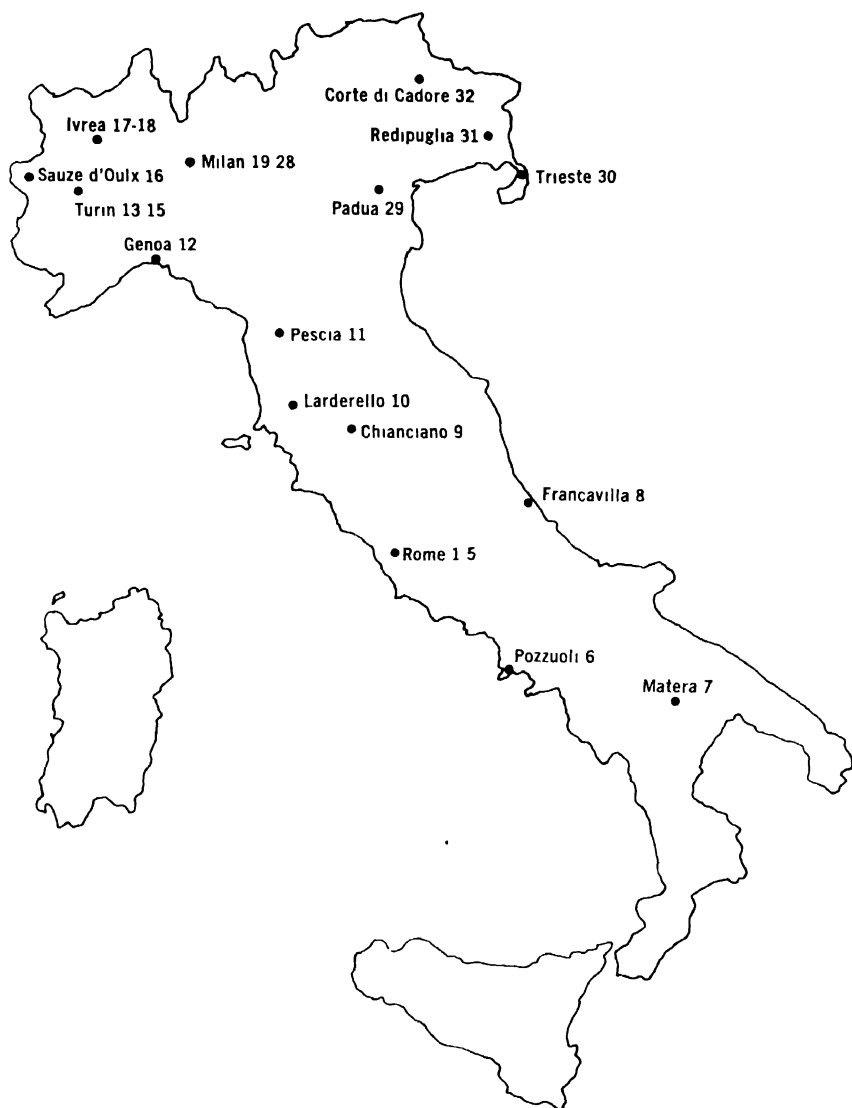 Corte di Cadore 32
Ivrea 17-18
Redipuglia 31
Milan 19 28
Sauze d'Oulx 16
Trieste 30
Turin 13 15
Padua 29
Genoa 12
Pescia 11
Larderello 10
Chianciano 9
Francavilla 8
Rome 1 5
Pozzuoli 6
Matera 7